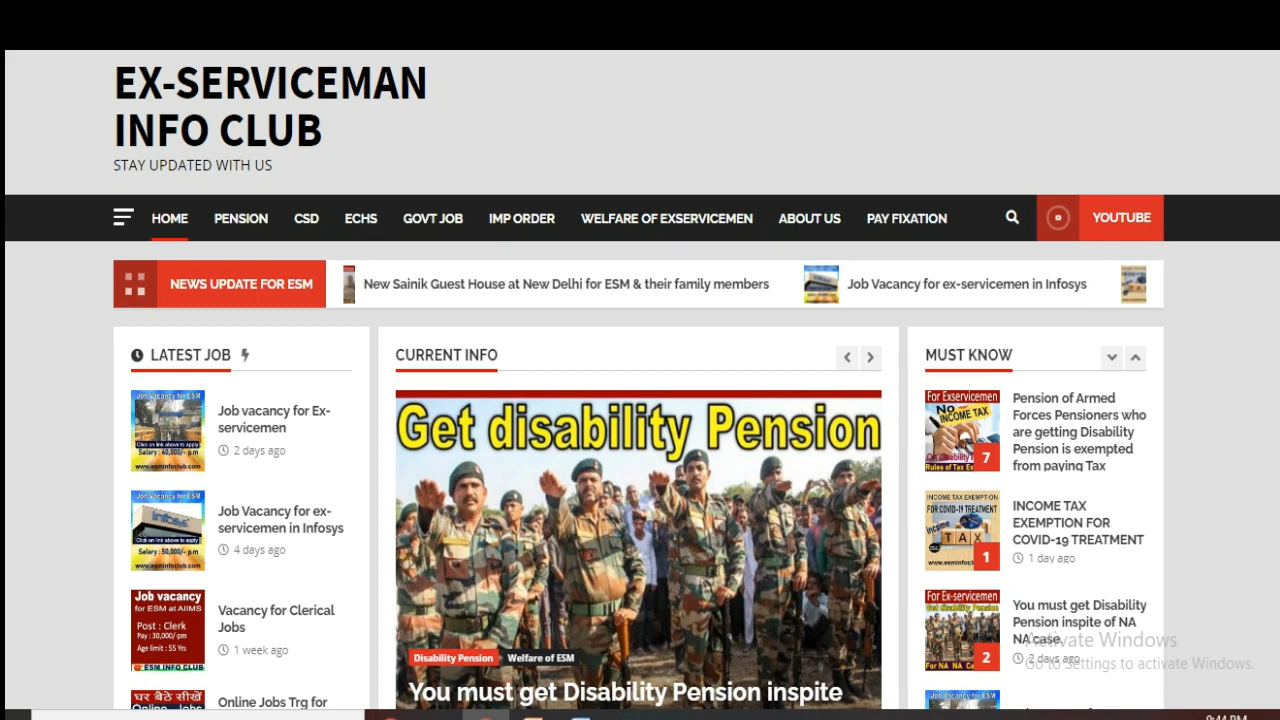 EX-SERVICEMAN
INFO CLUB
STAY UPDATED WITH US
HOME PENSION CSD ECHS GOVT JOB IMP ORDER WELFARE OF EXSERVICEMEN ABOUT US PAY FIXATION YOUTUBE
NEWS UPDATE FOR ESM New Sainik Guest House at New Delhi for ESM & their family members Job Vacancy for ex-servicemen in Infosys
LATEST JOB
Job Vacancy for ESM
Click on link above to apply
Salary : 60,000/- p.m
www.esminfoclub.com
Job vacancy for Ex-
servicemen
2 days ago
Job Vacancy for ESM
Infosys
Click on link above to apply
Salary : 50,000/- p.m
www.esminfoclub.com
Job Vacancy for ex-
servicemen in Infosys
4 days ago
Job vacancy
for ESM at AIIMS
Post : Clerk
Pay : 30,000/-pm
Age limit : 55 Yrs
ESM INFO CLUB
Vacancy for Clerical
Jobs
1 week ago
घर बैठे सीखें
Online Jobs Trg for
CURRENT INFO
Get disability Pension
Disability Pension Welfare of ESM
You must get Disability Pension inspite
MUST KNOW
For Exservicemen
No
INCOME TAX
On disability
Rules of Tax Ex
7
Pension of Armed
Forces Pensioners who
are getting Disability
Pension is exempted
from paying Tax
INCOME TAX EXEMPTION
FOR COVID-19 TREATMENT
income
TAX
www.esminfocl
1
INCOME TAX
EXEMPTION FOR
COVID-19 TREATMENT
1 day ago
For Ex-servicemen
Get disability Pension
For NA NA Ca
2
You must get Disability
Pension inspite of NA
NA case
2 days ago
Job Vacancy for ESM
Activate Windows
Go to Settings to activate Windows.
9:44 PM